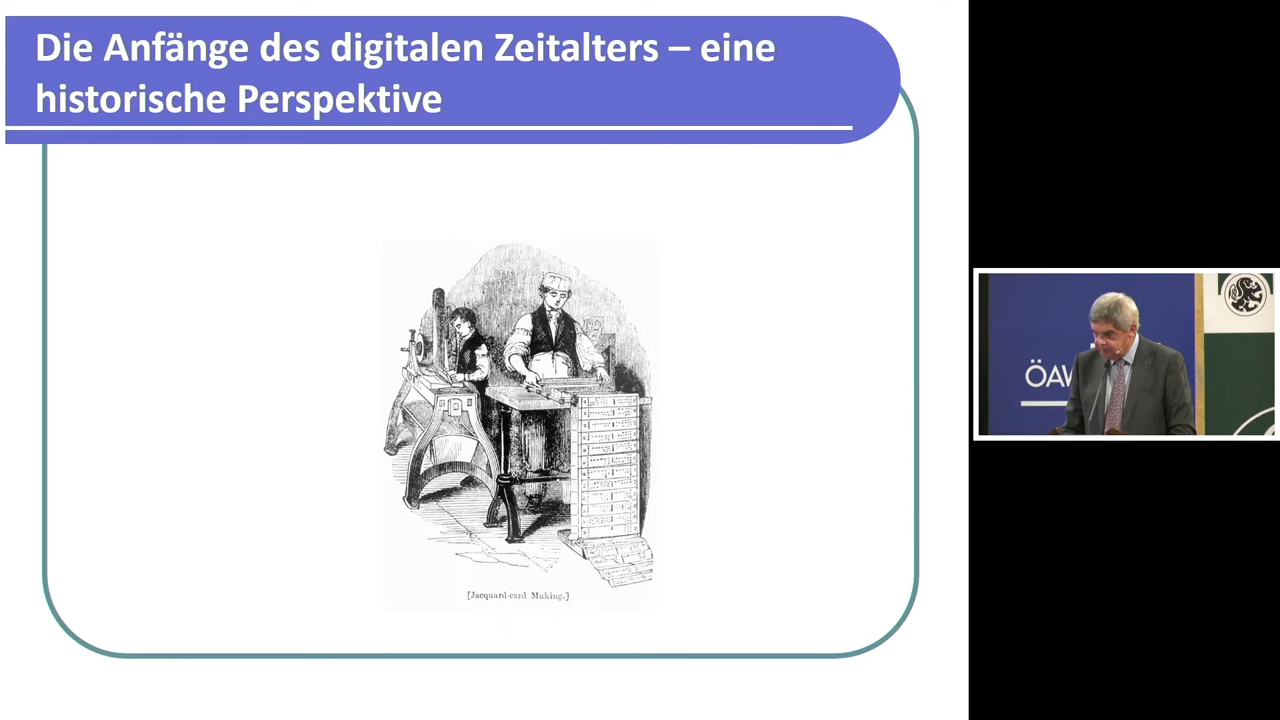 Die Anfänge des digitalen Zeitalters – eine
historische Perspektive
[Jacquard-card Making.]
ÖAW